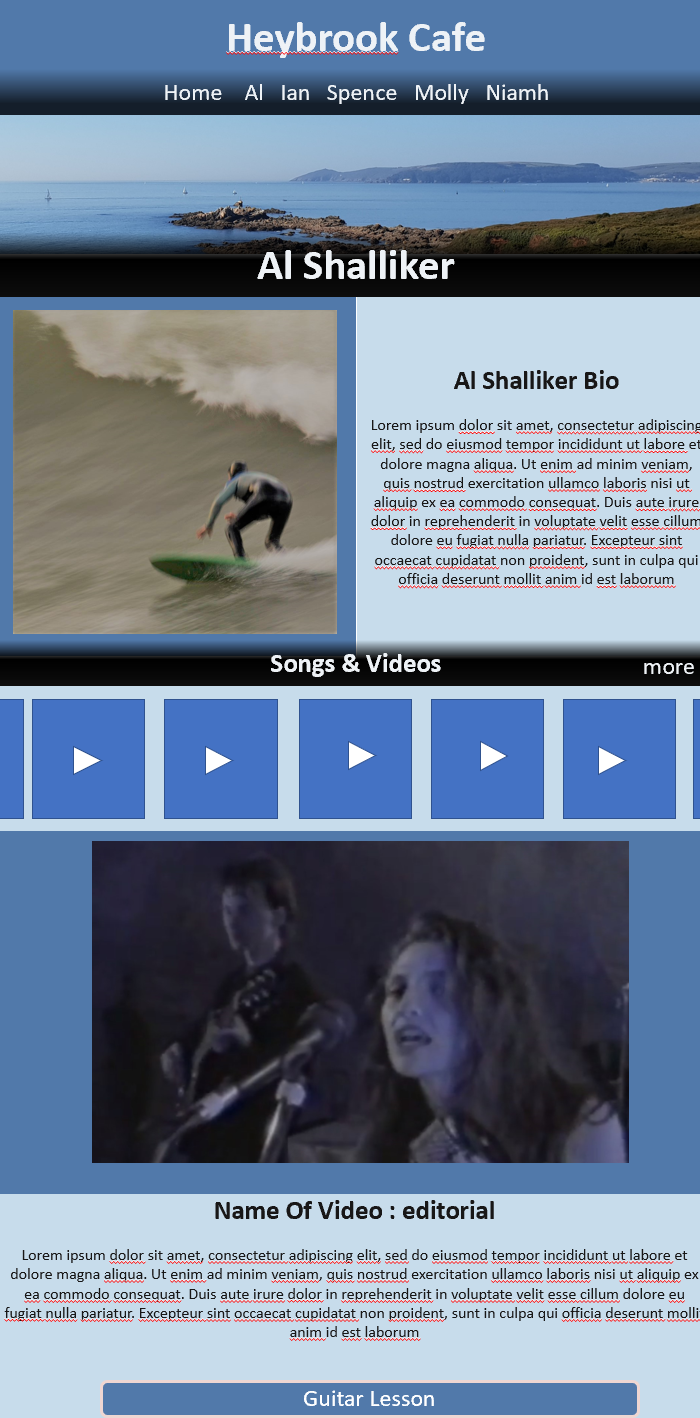 Heybrook Cafe
Home Al Ian Spence Molly Niamh
Al Shalliker
Al Shalliker Bio
Lorem ipsum dolor sit amet, consectetur adipiscing
elit, sed do eiusmod tempor incididunt ut labore et
dolore magna aliqua. Ut enim ad minim veniam,
quis nostrud exercitation ullamco laboris nisi ut
aliquip ex ea commodo consequat. Duis aute irure
dolor in reprehenderit in voluptate velit esse cillum
dolore eu fugiat nulla pariatur. Excepteur sint
occaecat cupidatat non proident, sunt in culpa qui
officia deserunt mollit anim id est laborum
Songs & Videos
more
Name Of Video : editorial
Lorem ipsum dolor sit amet, consectetur adipiscing elit, sed do eiusmod tempor incididunt ut labore et
dolore magna aliqua. Ut enim ad minim veniam, quis nostrud exercitation ullamco laboris nisi ut aliquip ex
ea commodo consequat. Duis aute irure dolor in reprehenderit in voluptate velit esse cillum dolore eu
fugiat nulla pariatur. Excepteur sint occaecat cupidatat non proident, sunt in culpa qui officia deserunt mollit
anim id est laborum
Guitar Lesson